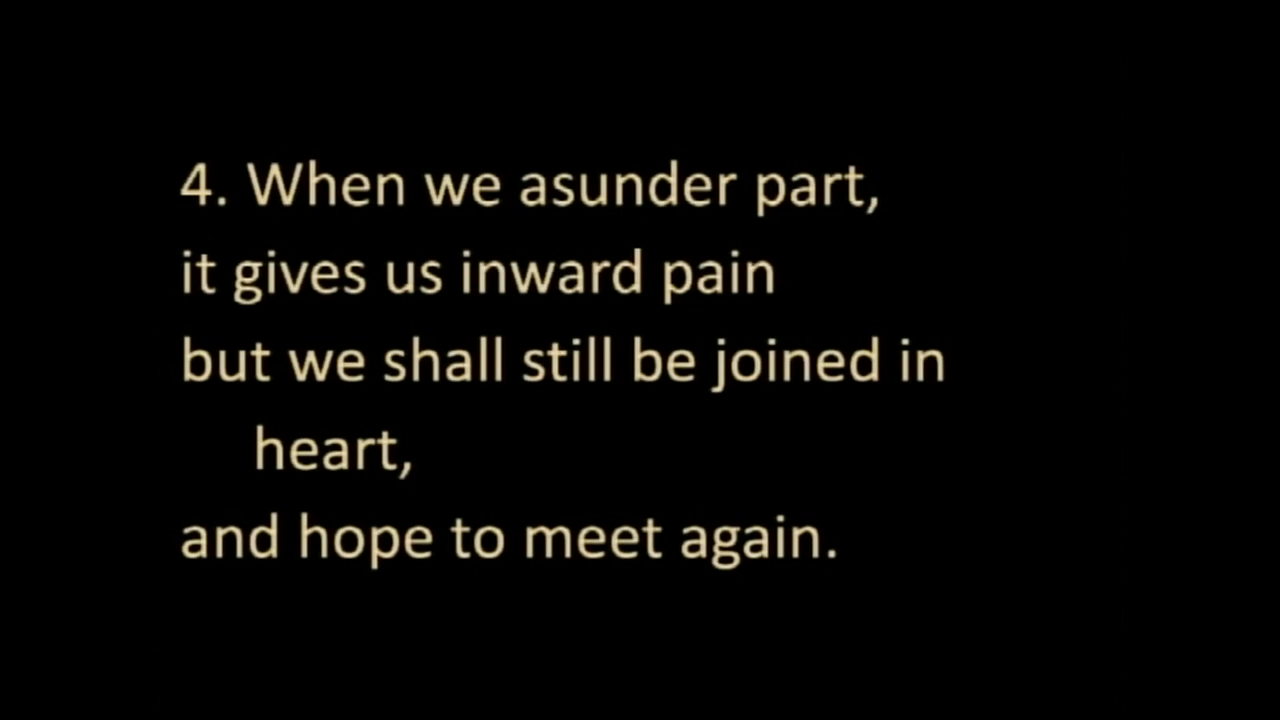 4. When we asunder part,
it gives us inward pain
but we shall still be joined in
heart,
and hope to meet again.